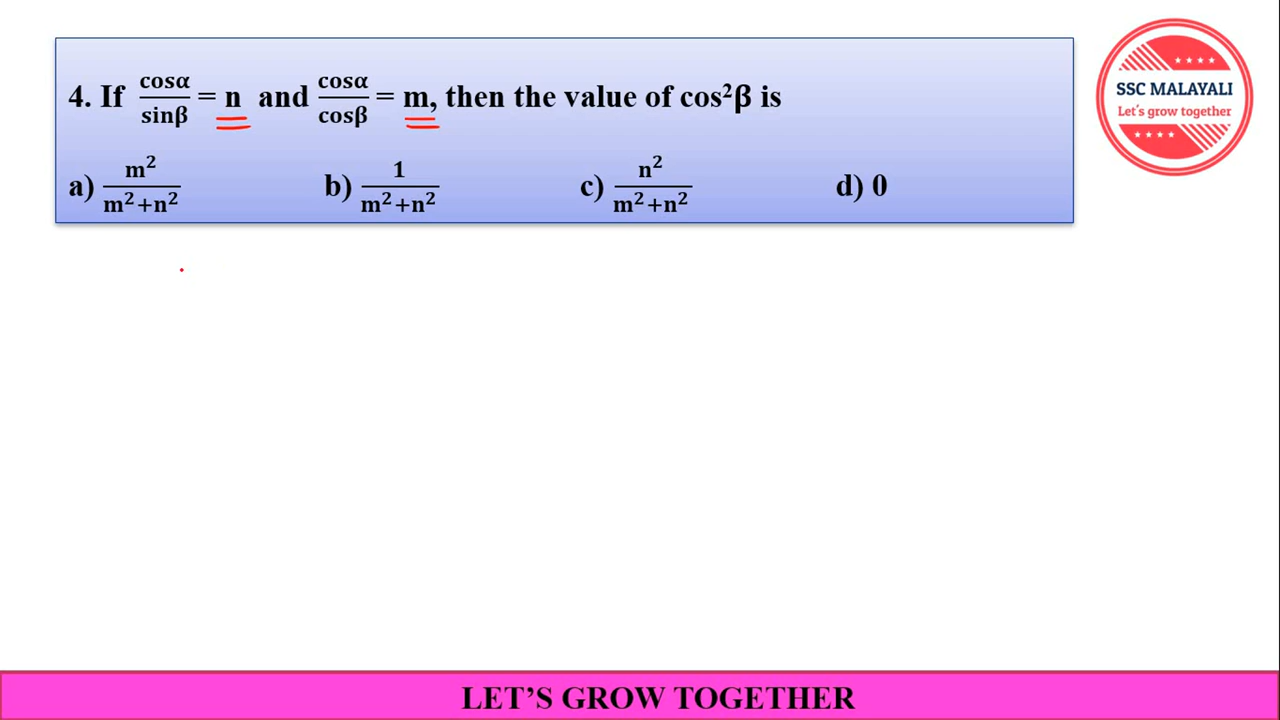 4. If cosα/sinβ = n and cosα/cosβ = m, then the value of cos²β is
a) m²/m²+n² b) 1/m²+n² c) n²/m²+n² d) 0
SSC MALAYALI
Let's grow together
LET'S GROW TOGETHER